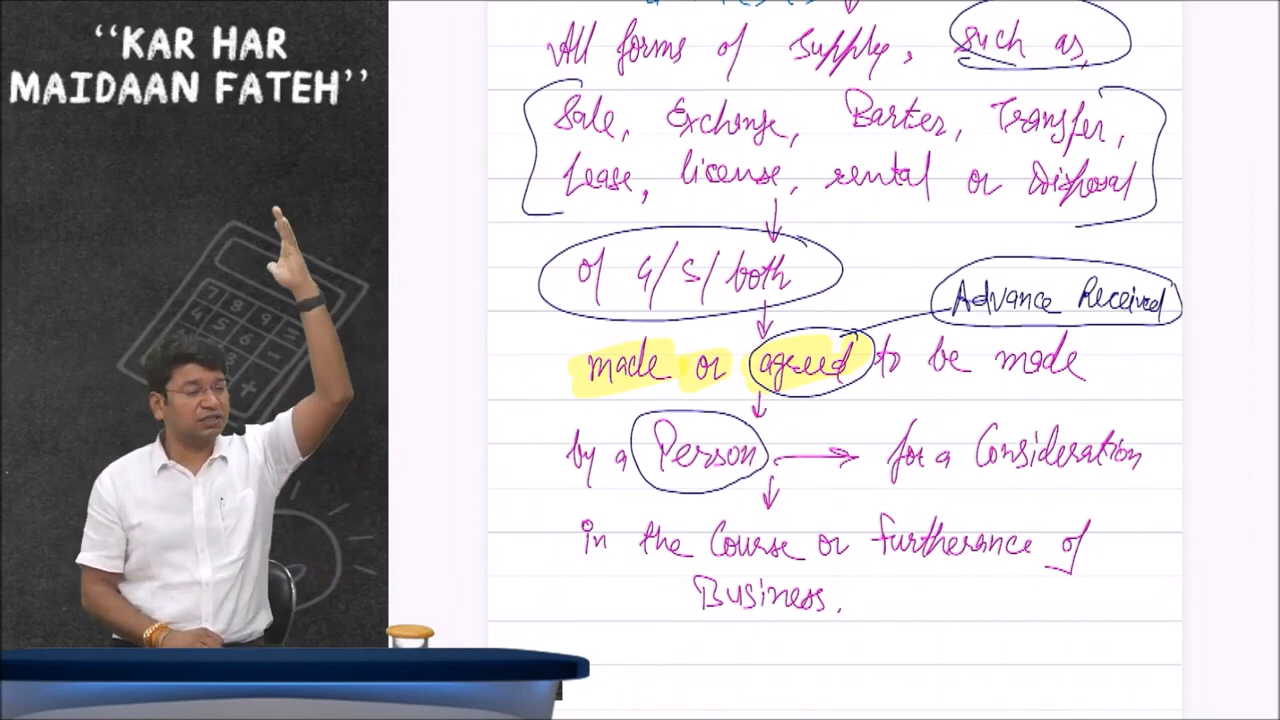 “KAR HAR
MAIDAAN FATEH”
All forms of supply, such as,
Sale, Exchange, Barter, Transfer,
Lease, license, rental or Disposal
of G/S/both
Advance Received
made or agreed to be made
by a Person → for a Consideration
in the Course or furtherance of
Business.